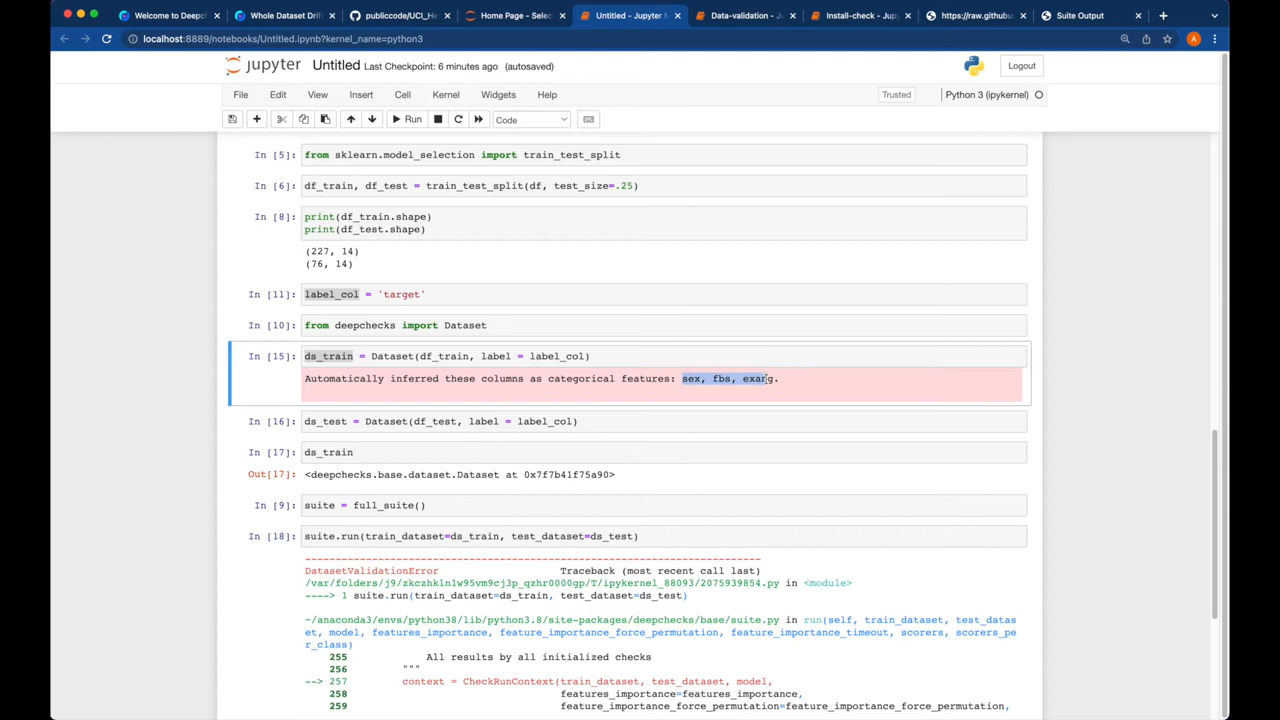 Welcome to Deepch
Whole Dataset Drif
publiccode/UCI_He
Home Page - Selec
Untitled - Jupyter N
Data-validation - Ju
Install-check - Jupy
https://raw.githubu
Suite Output
localhost:8889/notebooks/Untitled.ipynb?kernel_name=python3
A
jupyter Untitled Last Checkpoint: 6 minutes ago (autosaved)
Logout
File Edit View Insert Cell Kernel Widgets Help
Trusted
Python 3 (ipykernel)
Run
Code
In [5]: from sklearn.model_selection import train_test_split
In [6]: df_train, df_test = train_test_split(df, test_size=.25)
In [8]: print(df_train.shape)
print(df_test.shape)
(227, 14)
(76, 14)
In [11]: label_col = 'target'
In [10]: from deepchecks import Dataset
In [15]: ds_train = Dataset(df_train, label = label_col)
Automatically inferred these columns as categorical features: sex, fbs, exang.
In [16]: ds_test = Dataset(df_test, label = label_col)
In [17]: ds_train
Out[17]: <deepchecks.base.dataset.Dataset at 0x7f7b41f75a90>
In [9]: suite = full_suite()
In [18]: suite.run(train_dataset=ds_train, test_dataset=ds_test)
---------------------------------------------------------------------------
DatasetValidationError Traceback (most recent call last)
/var/folders/j9/zkczhkln1w95vm9cj3p_qzhr0000gp/T/ipykernel_88093/2075939854.py in <module>
----> 1 suite.run(train_dataset=ds_train, test_dataset=ds_test)
~/anaconda3/envs/python38/lib/python3.8/site-packages/deepchecks/base/suite.py in run(self, train_dataset, test_datas
et, model, features_importance, feature_importance_force_permutation, feature_importance_timeout, scorers, scorers_pe
r_class)
255 All results by all initialized checks
256 """
--> 257 context = CheckRunContext(train_dataset, test_dataset, model,
258 features_importance=features_importance,
259 feature_importance_force_permutation=feature_importance_force_permutation,